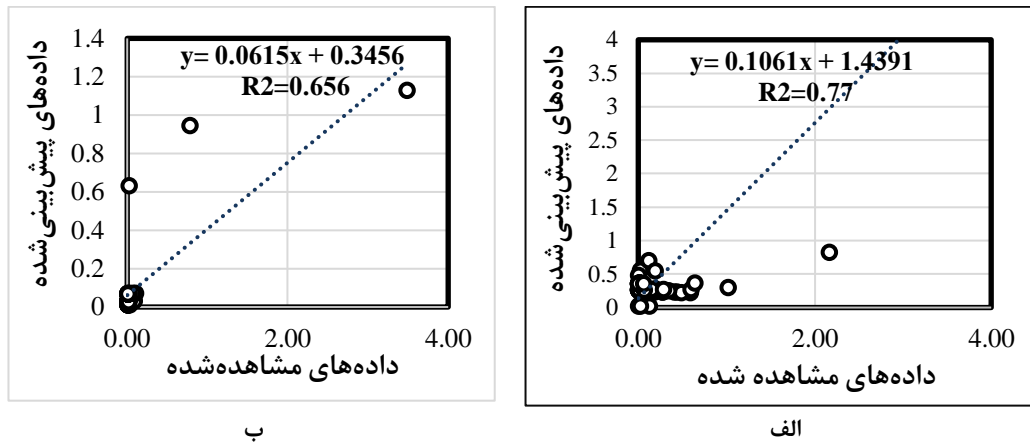 y= 0.1061x + 1.4391
R2=0.77
4
3.5
3
2.5
2
1.5
1
0.5
0
0.00
2.00
4.00
داده‌های پیش‌بینی‌شده
داده‌های مشاهده شده
الف
y= 0.0615x + 0.3456
R2=0.656
1.4
1.2
1
0.8
0.6
0.4
0.2
0
0.00
2.00
4.00
داده‌های پیش‌بینی‌شده
داده‌های مشاهده‌شده
ب